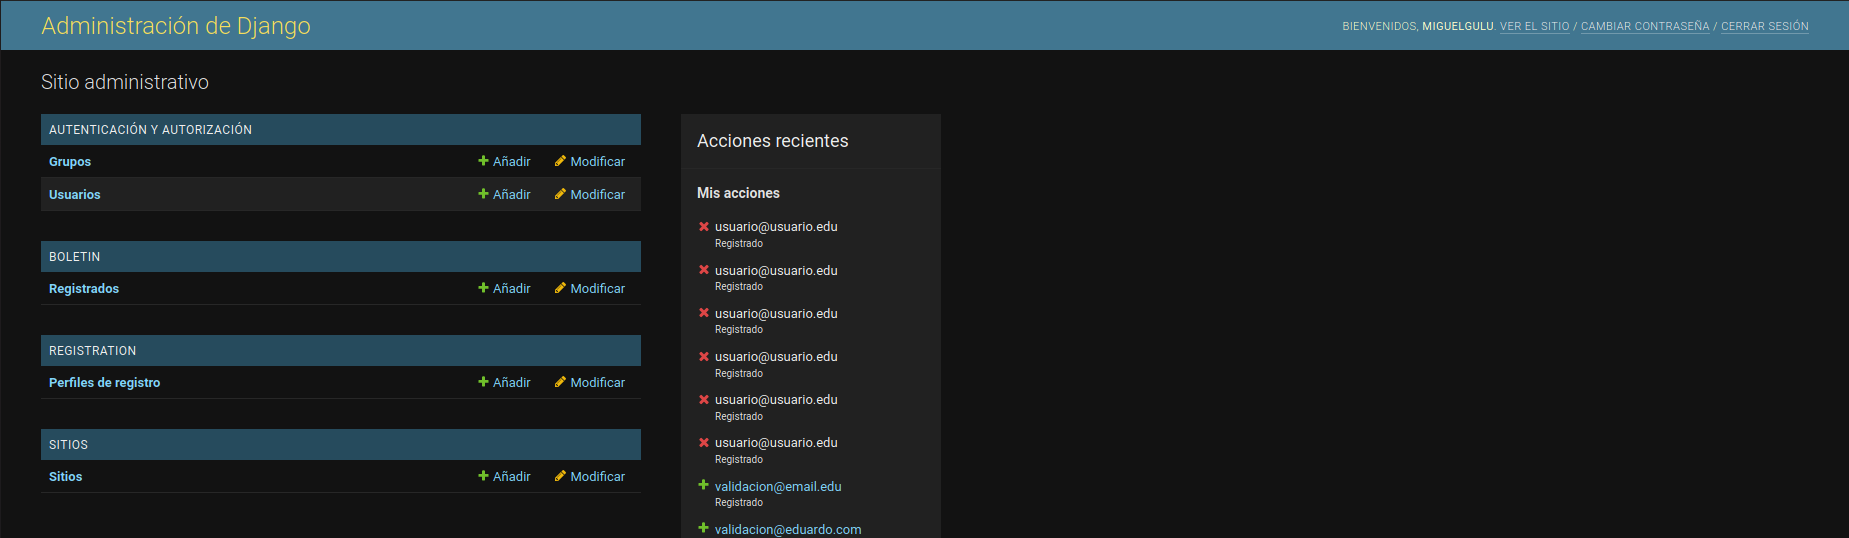 Administración de Django
BIENVENIDOS, MIGUELGULU. VER EL SITIO / CAMBIAR CONTRASEÑA / CERRAR SESIÓN
Sitio administrativo
AUTENTICACIÓN Y AUTORIZACIÓN
Grupos Añadir Modificar
Usuarios Añadir Modificar
BOLETIN
Registrados Añadir Modificar
REGISTRATION
Perfiles de registro Añadir Modificar
SITIOS
Sitios Añadir Modificar
Acciones recientes
Mis acciones
usuario@usuario.edu
Registrado
usuario@usuario.edu
Registrado
usuario@usuario.edu
Registrado
usuario@usuario.edu
Registrado
usuario@usuario.edu
Registrado
usuario@usuario.edu
Registrado
validacion@email.edu
Registrado
validacion@eduardo.com